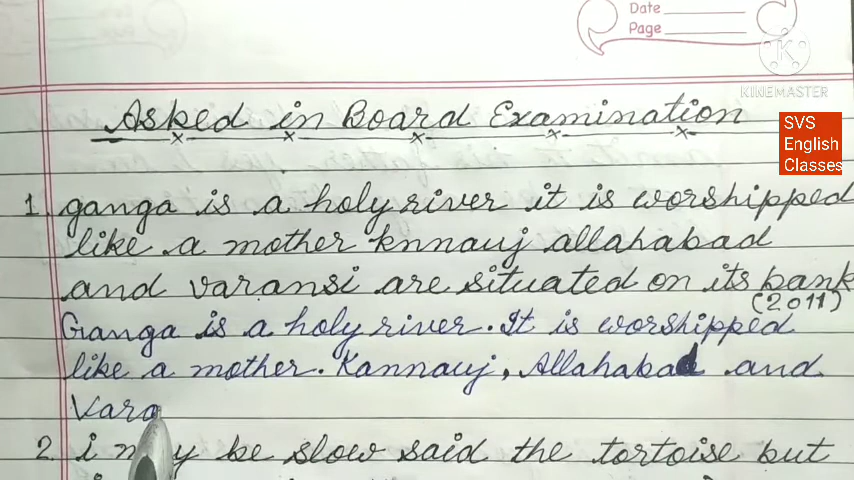 Date
Page
KINEMASTER
Asked in Board Examination
SVS
English
Classes
1. ganga is a holy river it is worshipped
like a mother knnauj allahabad
and varansi are situated on its bank
(2011)
Ganga is a holy river. It is worshipped
like a mother. Kannauj, Allahabad and
Vara
2. i may be slow said the tortoise but